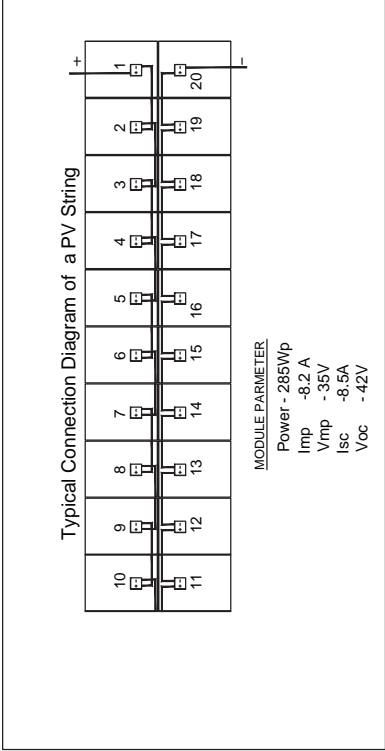 Typical Connection Diagram of a PV String
10 9 8 7 6 5 4 3 2 1 +
11 12 13 14 15 16 17 18 19 20 –
MODULE PARMETER
Power - 285Wp
Imp -8.2 A
Vmp - 35V
Isc -8.5A
Voc - 42V